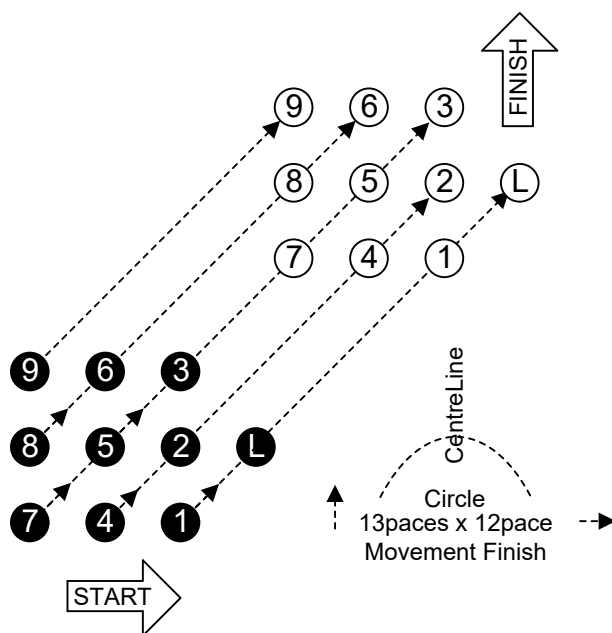 FINISH
9 6 3
8 5 2 L
7 4 1
9 6 3
8 5 2 L
7 4 1
CentreLine
Circle
13paces x 12pace
Movement Finish
START